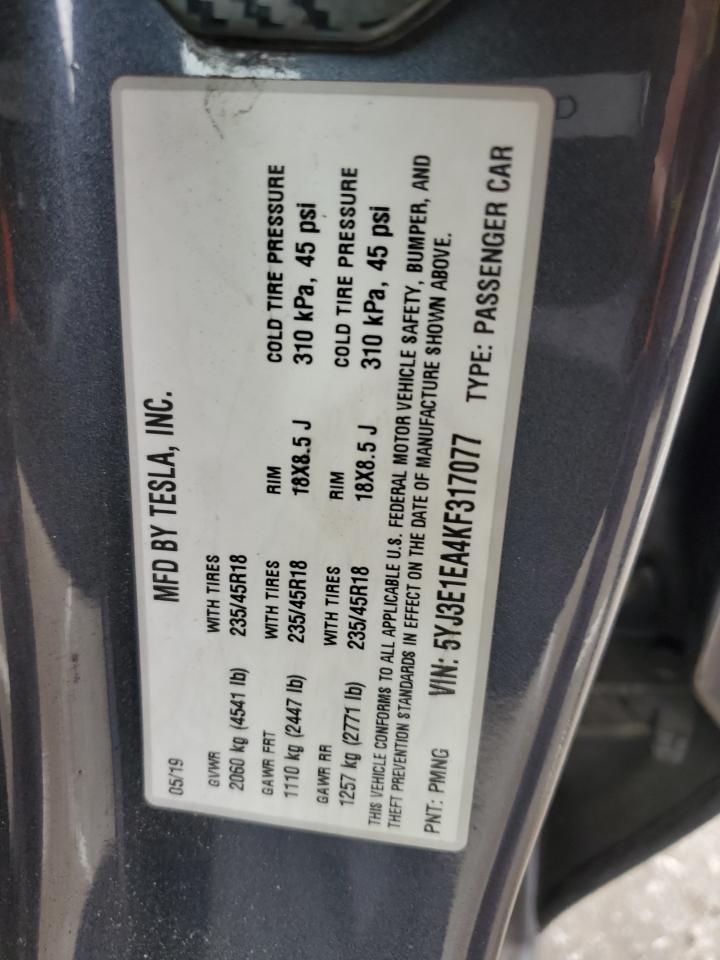 MFD BY TESLA, INC.
05/19
GVWR WITH TIRES
2060 kg (4541 lb) 235/45R18
GAWR FRT WITH TIRES RIM COLD TIRE PRESSURE
1110 kg (2447 lb) 235/45R18 18X8.5 J 310 kPa, 45 psi
GAWR RR WITH TIRES RIM COLD TIRE PRESSURE
1257 kg (2771 lb) 235/45R18 18X8.5 J 310 kPa, 45 psi
THIS VEHICLE CONFORMS TO ALL APPLICABLE U.S. FEDERAL MOTOR VEHICLE SAFETY, BUMPER, AND
THEFT PREVENTION STANDARDS IN EFFECT ON THE DATE OF MANUFACTURE SHOWN ABOVE.
PNT: PMNG VIN: 5YJ3E1EA4KF317077 TYPE: PASSENGER CAR